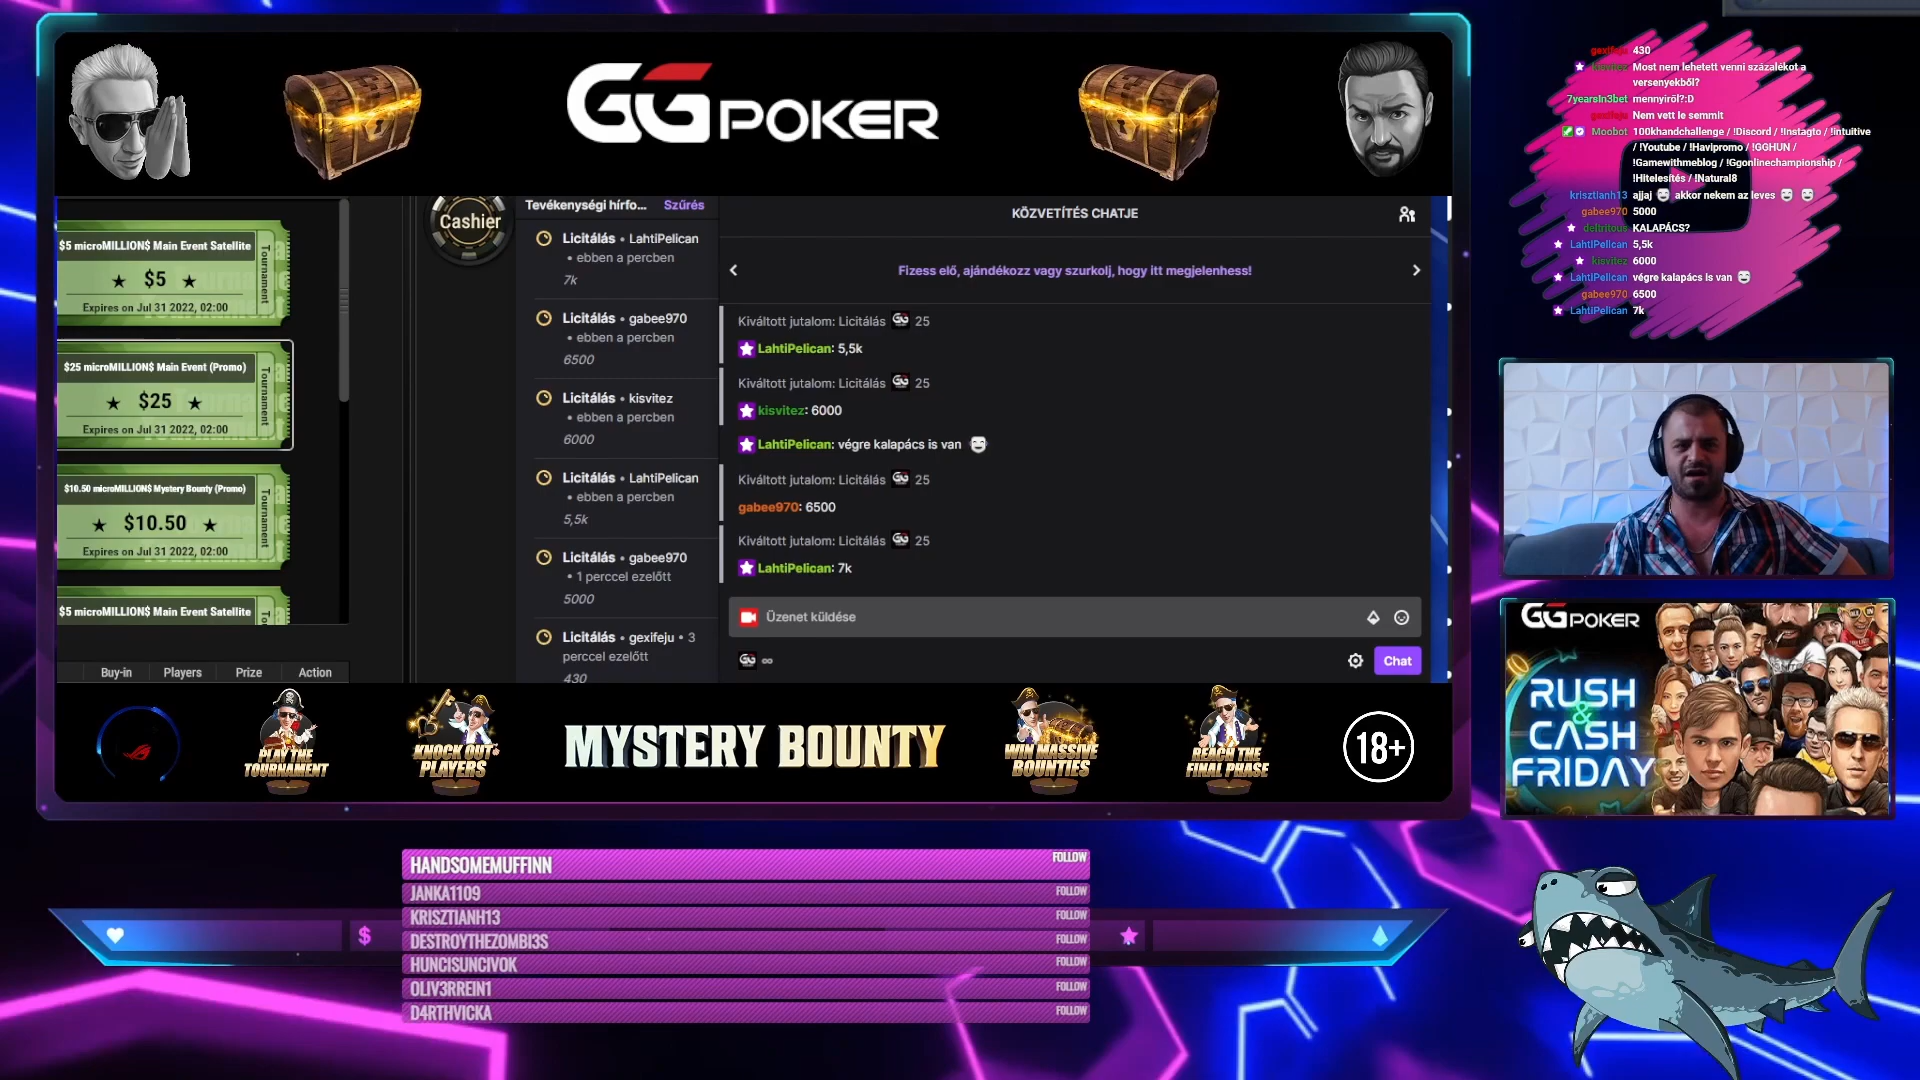 GGPOKER
$5 microMILLION$ Main Event Satellite
$5
Expires on Jul 31 2022, 02:00
Tournament
$25 microMILLION$ Main Event (Promo)
$25
Expires on Jul 31 2022, 02:00
Tournament
$10.50 microMILLION$ Mystery Bounty (Promo)
$10.50
Expires on Jul 31 2022, 02:00
Tournament
$5 microMILLION$ Main Event Satellite
Buy-in Players Prize Action
Cashier
Tevékenységi hírfo... Szűrés
Licitálás • LahtiPelican
• ebben a percben
7k
Licitálás • gabee970
• ebben a percben
6500
Licitálás • kisvitez
• ebben a percben
6000
Licitálás • LahtiPelican
• ebben a percben
5,5k
Licitálás • gabee970
• 1 perccel ezelőtt
5000
Licitálás • gexifeju • 3
perccel ezelőtt
430
KÖZVETÍTÉS CHATJE
Fizess elő, ajándékozz vagy szurkolj, hogy itt megjelenhess!
Kiváltott jutalom: Licitálás 25
LahtiPelican: 5,5k
Kiváltott jutalom: Licitálás 25
kisvitez: 6000
LahtiPelican: végre kalapács is van
Kiváltott jutalom: Licitálás 25
gabee970: 6500
Kiváltott jutalom: Licitálás 25
LahtiPelican: 7k
Üzenet küldése
∞
Chat
PLAY THE
TOURNAMENT
KNOCK OUT
PLAYERS
MYSTERY BOUNTY
WIN MASSIVE
BOUNTIES
REACH THE
FINAL PHASE
18+
gexifeju 430
kisvitez Most nem lehetett venni százalékot a
versenyekből?
7yearsIn3bet mennyiröl?:D
gexifeju Nem vett le semmit
Moobot 100khandchallenge / !Discord / !Instagto / !intuitive
/ !Youtube / !Havipromo / !GGHUN /
!Gamewithmeblog / !Ggonlinechampionship /
!Hitelesítés / !Natural8
krisztianh13 ajjaj akkor nekem az leves
gabee970 5000
deltritous KALAPÁCS?
LahtiPelican 5,5k
kisvitez 6000
LahtiPelican végre kalapács is van
gabee970 6500
LahtiPelican 7k
GGPOKER
RUSH
&
CASH
FRIDAY
HANDSOMEMUFFINN FOLLOW
JANKA1109 FOLLOW
KRISZTIANH13 FOLLOW
DESTROYTHEZOMBI3S FOLLOW
HUNCISUNCIVOK FOLLOW
OLIV3RREIN1 FOLLOW
D4RTHVICKA FOLLOW
$